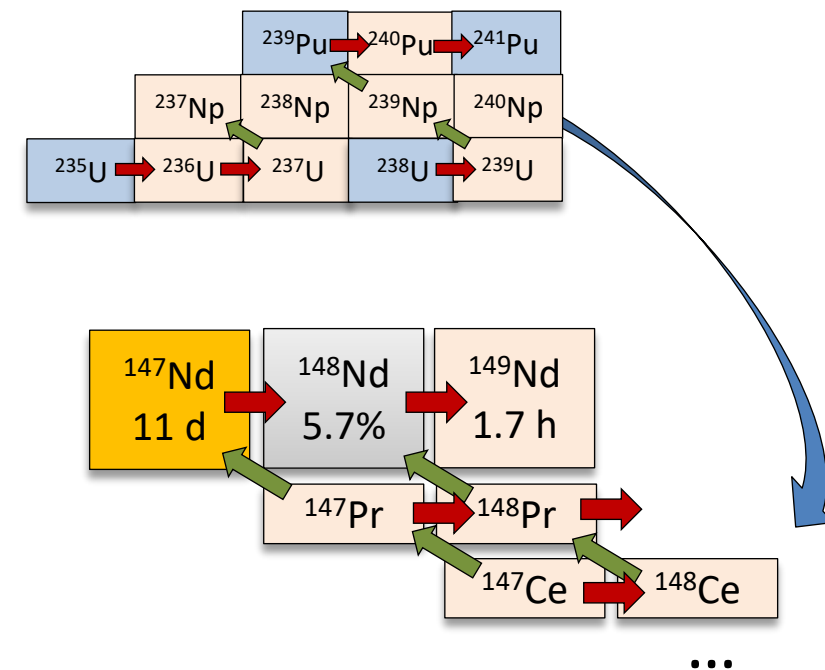 ²³⁹Pu ²⁴⁰Pu ²⁴¹Pu
²³⁷Np ²³⁸Np ²³⁹Np ²⁴⁰Np
²³⁵U ²³⁶U ²³⁷U ²³⁸U ²³⁹U
¹⁴⁷Nd ¹⁴⁸Nd ¹⁴⁹Nd
11 d 5.7% 1.7 h
¹⁴⁷Pr ¹⁴⁸Pr
¹⁴⁷Ce ¹⁴⁸Ce
...